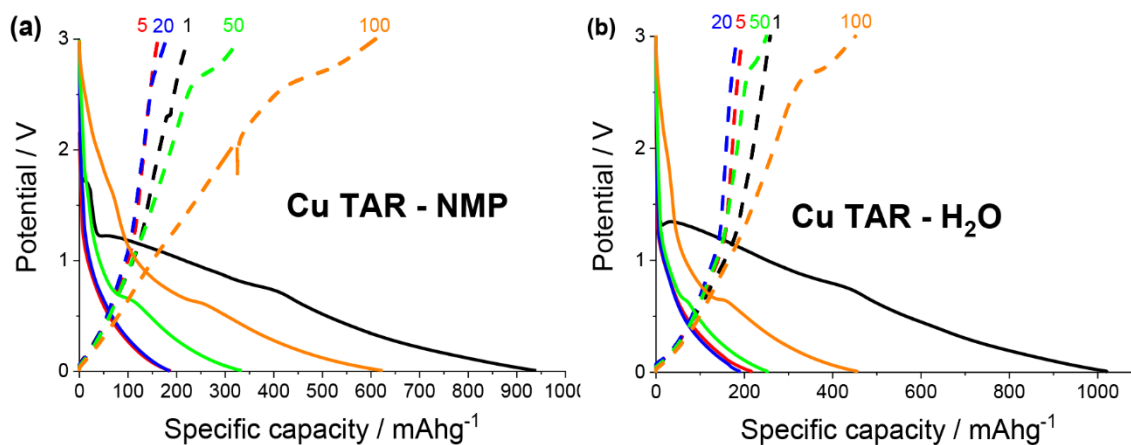 (a)
5 20 1 50 100
3
2
1
0
Potential / V
Cu TAR - NMP
0 100 200 300 400 500 600 700 800 900 1000
Specific capacity / mAhg⁻¹
(b)
20 5 50 1 100
3
2
1
0
Potential / V
Cu TAR - H₂O
0 200 400 600 800 1000
Specific capacity / mAhg⁻¹